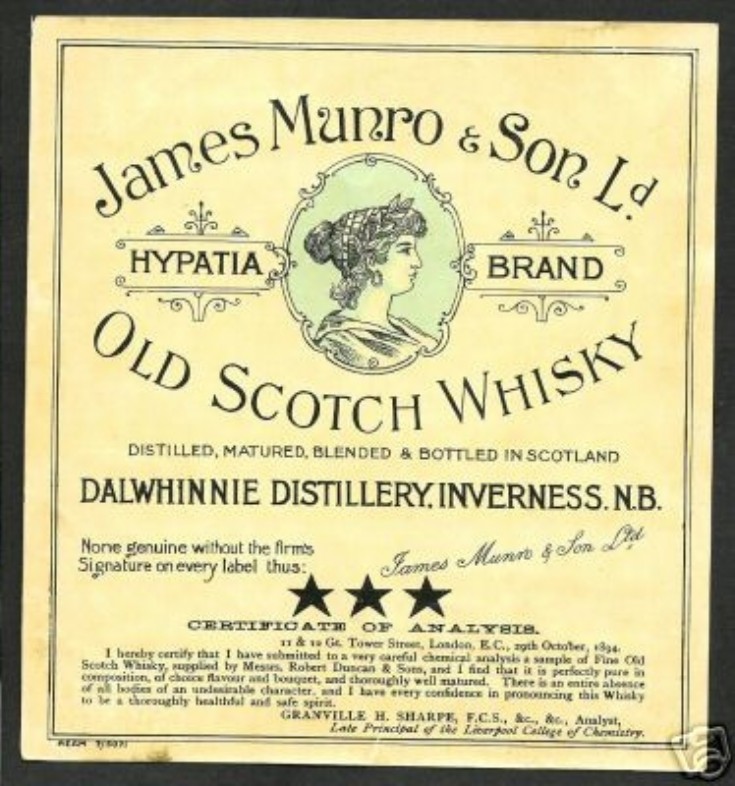 James Munro & Son Ld.
HYPATIA BRAND
OLD SCOTCH WHISKY
DISTILLED, MATURED, BLENDED & BOTTLED IN SCOTLAND
DALWHINNIE DISTILLERY, INVERNESS. N.B.
None genuine without the firm's
Signature on every label thus:
James Munro & Son Ltd
CERTIFICATE OF ANALYSIS.
11 & 12 Gt. Tower Street, London, E.C., 29th October, 1894.
I hereby certify that I have submitted to a very careful chemical analysis a sample of Fine Old
Scotch Whisky, supplied by Messrs. Robert Duncan & Sons, and I find that it is perfectly pure in
composition, of choice flavour and bouquet, and thoroughly well matured. There is an entire absence
of all bodies of an undesirable character, and I have every confidence in pronouncing this Whisky
to be a thoroughly healthful and safe spirit.
GRANVILLE H. SHARPE, F.C.S., &c., &c., Analyst,
Late Principal of the Liverpool College of Chemistry.